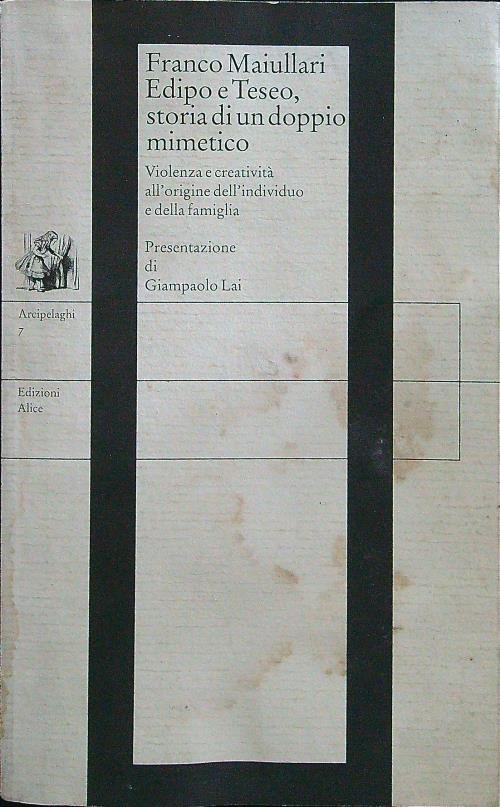 Franco Maiullari
Edipo e Teseo,
storia di un doppio
mimetico
Violenza e creatività
all'origine dell'individuo
e della famiglia
Presentazione
di
Giampaolo Lai
Arcipelaghi
7
Edizioni
Alice